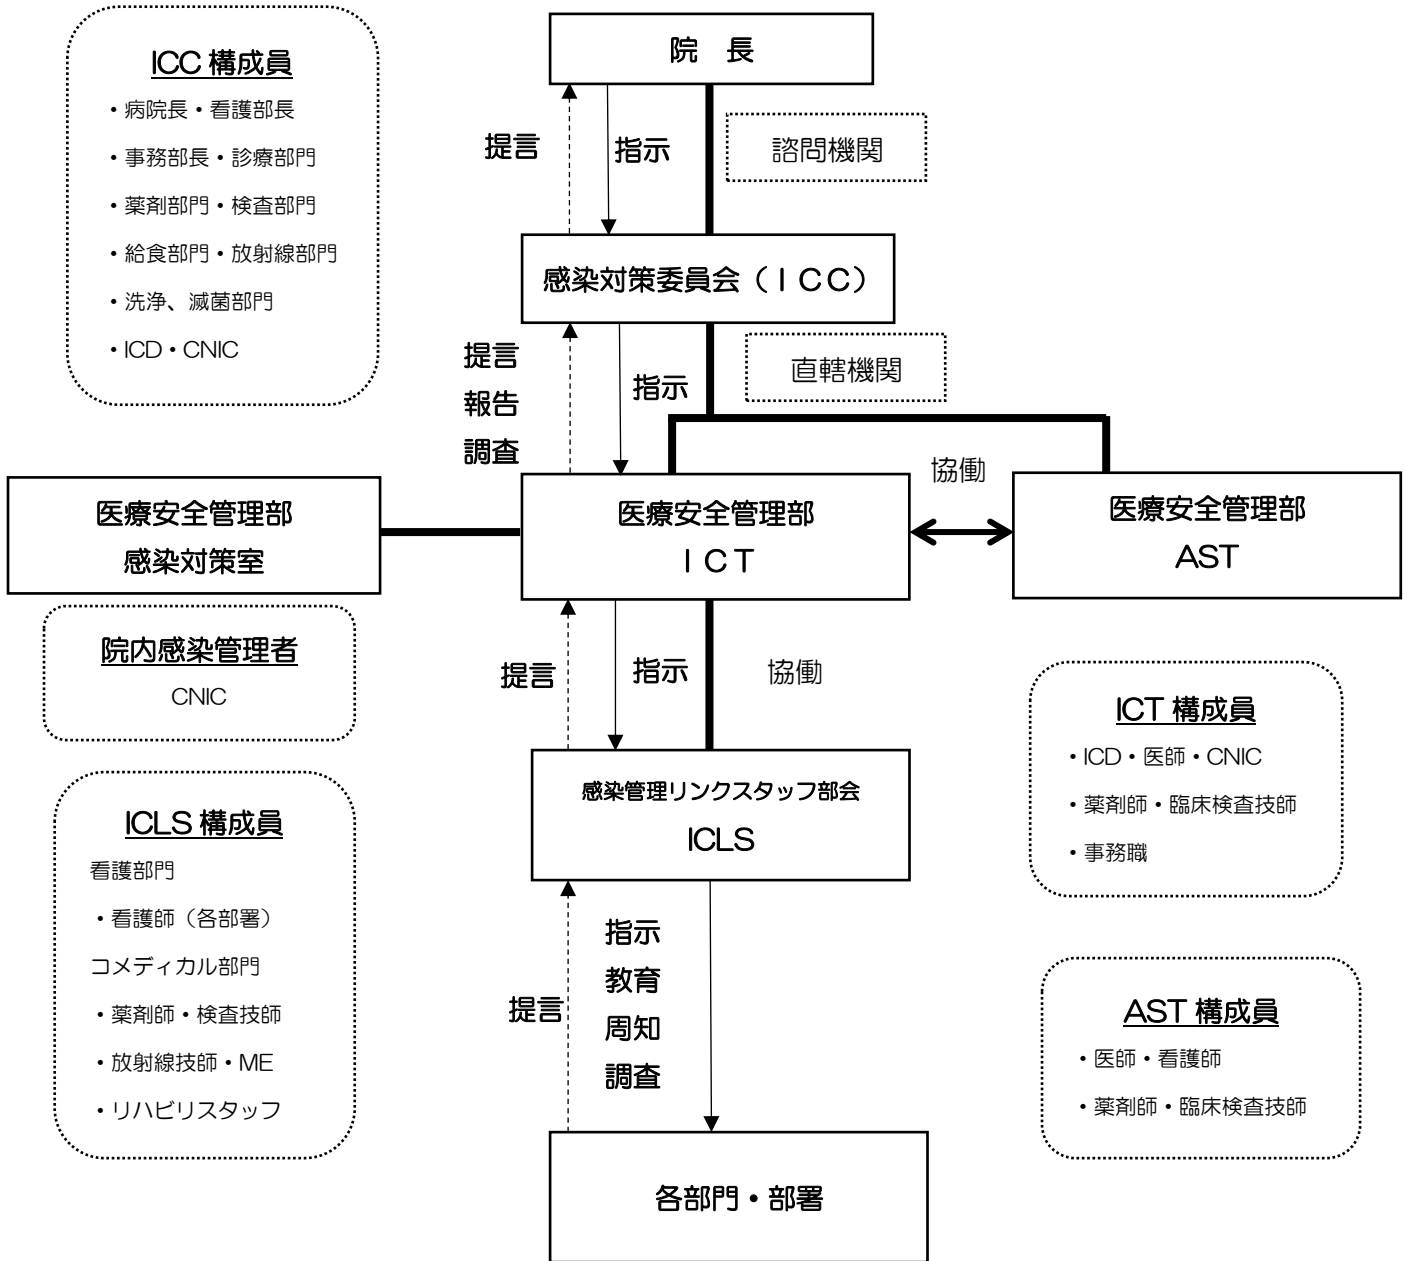 ICC 構成員
・病院長・看護部長
・事務部長・診療部門
・薬剤部門・検査部門
・給食部門・放射線部門
・洗浄、滅菌部門
・ICD・CNIC
院　長
提言
指示
諮問機関
感染対策委員会（ＩＣＣ）
提言
報告
調査
指示
直轄機関
医療安全管理部
感染対策室
医療安全管理部
ＩＣＴ
協働
医療安全管理部
AST
院内感染管理者
CNIC
提言
指示
協働
ICT 構成員
・ICD・医師・CNIC
・薬剤師・臨床検査技師
・事務職
感染管理リンクスタッフ部会
ICLS
ICLS 構成員
看護部門
・看護師（各部署）
コメディカル部門
・薬剤師・検査技師
・放射線技師・ME
・リハビリスタッフ
提言
指示
教育
周知
調査
AST 構成員
・医師・看護師
・薬剤師・臨床検査技師
各部門・部署